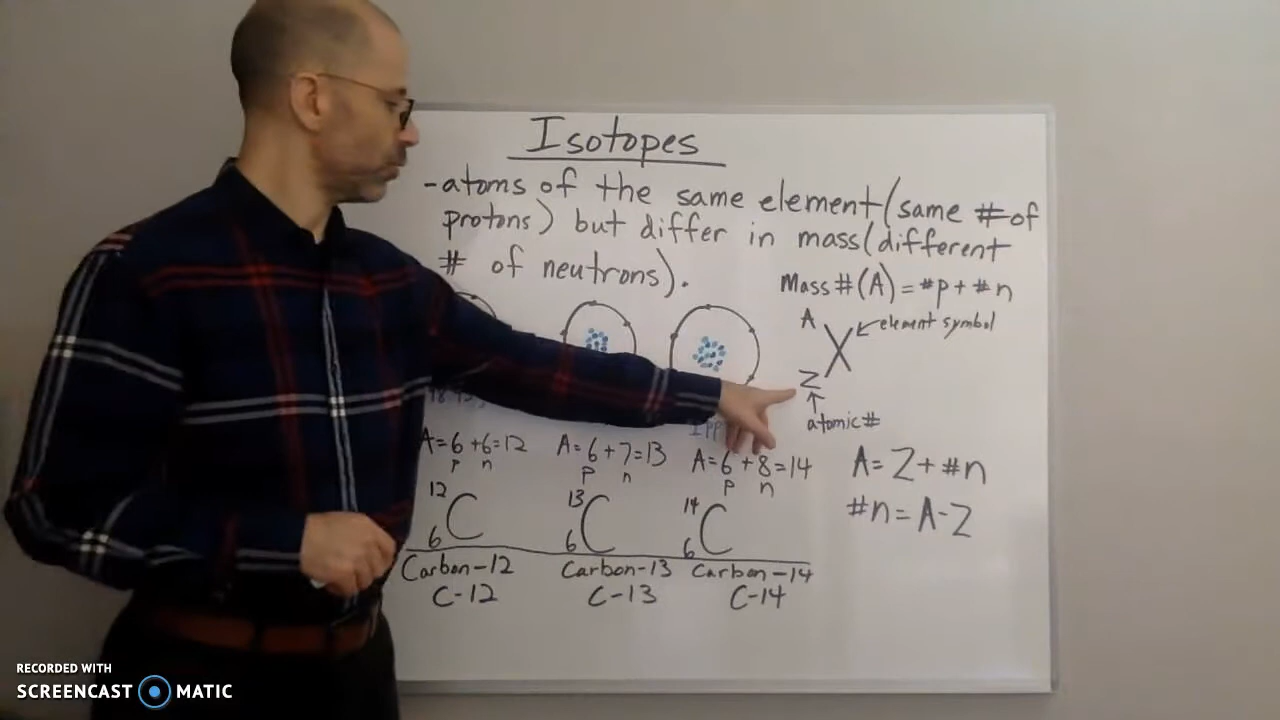 Isotopes
-atoms of the same element (same # of
protons) but differ in mass (different
# of neutrons).
Mass # (A) = #p + #n
A
X
element symbol
Z
atomic #
A=6+6=12
p n
A=6+7=13
p n
A=6+8=14
p n
A=Z+#n
#n=A-Z
12
6 C
13
6 C
14
6 C
Carbon-12
Carbon-13
Carbon-14
C-12
C-13
C-14
RECORDED WITH
SCREENCAST MATIC